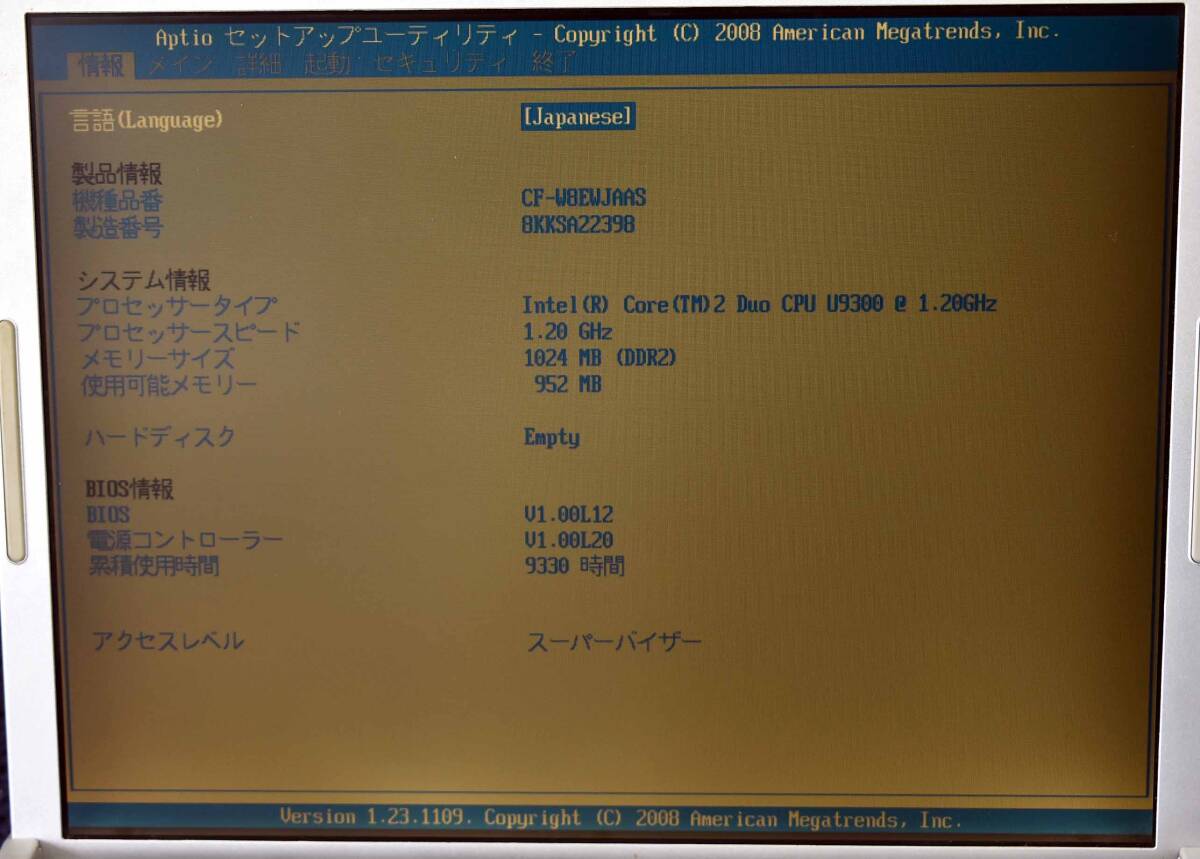 Aptio セットアップユーティリティ - Copyright (C) 2008 American Megatrends, Inc.
情報 メイン 詳細 起動 セキュリティ 終了
言語(Language) [Japanese]
製品情報
機種品番 CF-W8EWJAAS
製造番号 8KKSA22398
システム情報
プロセッサータイプ Intel(R) Core(TM)2 Duo CPU U9300 @ 1.20GHz
プロセッサースピード 1.20 GHz
メモリーサイズ 1024 MB (DDR2)
使用可能メモリー 952 MB
ハードディスク Empty
BIOS情報
BIOS V1.00L12
電源コントローラー V1.00L20
累積使用時間 9330 時間
アクセスレベル スーパーバイザー
Version 1.23.1109. Copyright (C) 2008 American Megatrends, Inc.